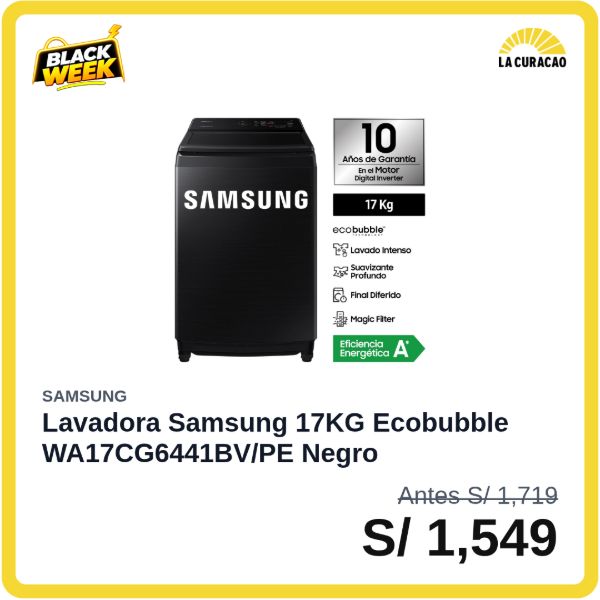 BLACK
WEEK
LA CURACAO
SAMSUNG
10
Años de Garantía
En el Motor
Digital Inverter
17 Kg
ecobubble™
TECHNOLOGY
Lavado Intenso
Suavizante
Profundo
Final Diferido
Magic Filter
Eficiencia
Energética A*
SAMSUNG
Lavadora Samsung 17KG Ecobubble
WA17CG6441BV/PE Negro
Antes S/ 1,719
S/ 1,549